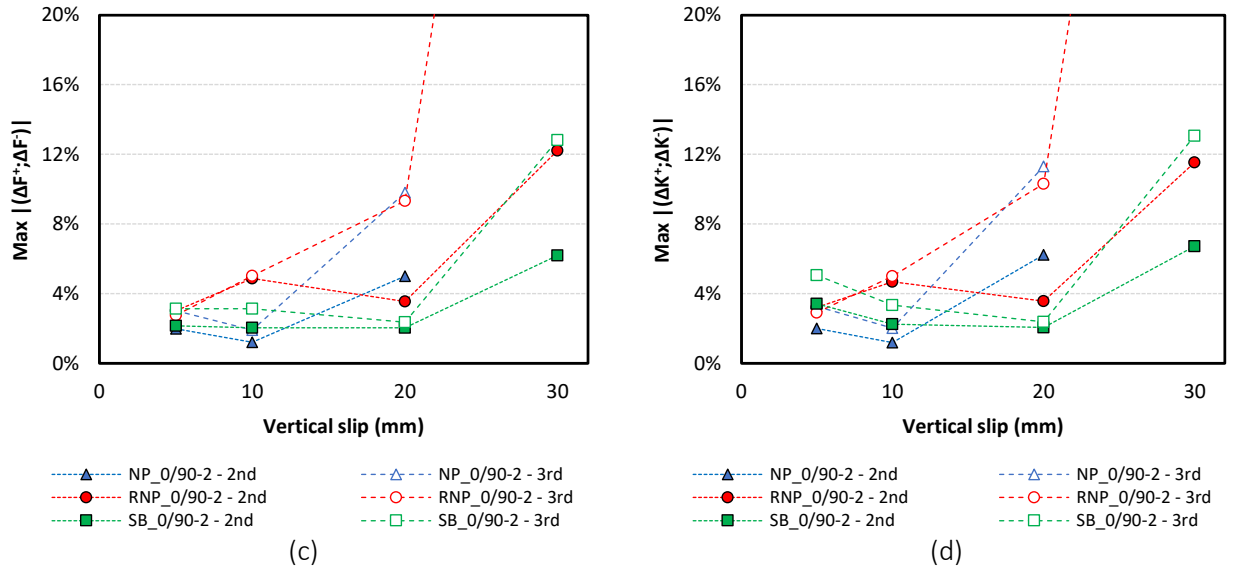 20%
16%
12%
8%
4%
0%
0
10
20
30
Max |(ΔF⁺;ΔF⁻)|
Vertical slip (mm)
NP_0/90-2 - 2nd
NP_0/90-2 - 3rd
RNP_0/90-2 - 2nd
RNP_0/90-2 - 3rd
SB_0/90-2 - 2nd
SB_0/90-2 - 3rd
(c)
20%
16%
12%
8%
4%
0%
0
10
20
30
Max |(ΔK⁺;ΔK⁻)|
Vertical slip (mm)
NP_0/90-2 - 2nd
NP_0/90-2 - 3rd
RNP_0/90-2 - 2nd
RNP_0/90-2 - 3rd
SB_0/90-2 - 2nd
SB_0/90-2 - 3rd
(d)